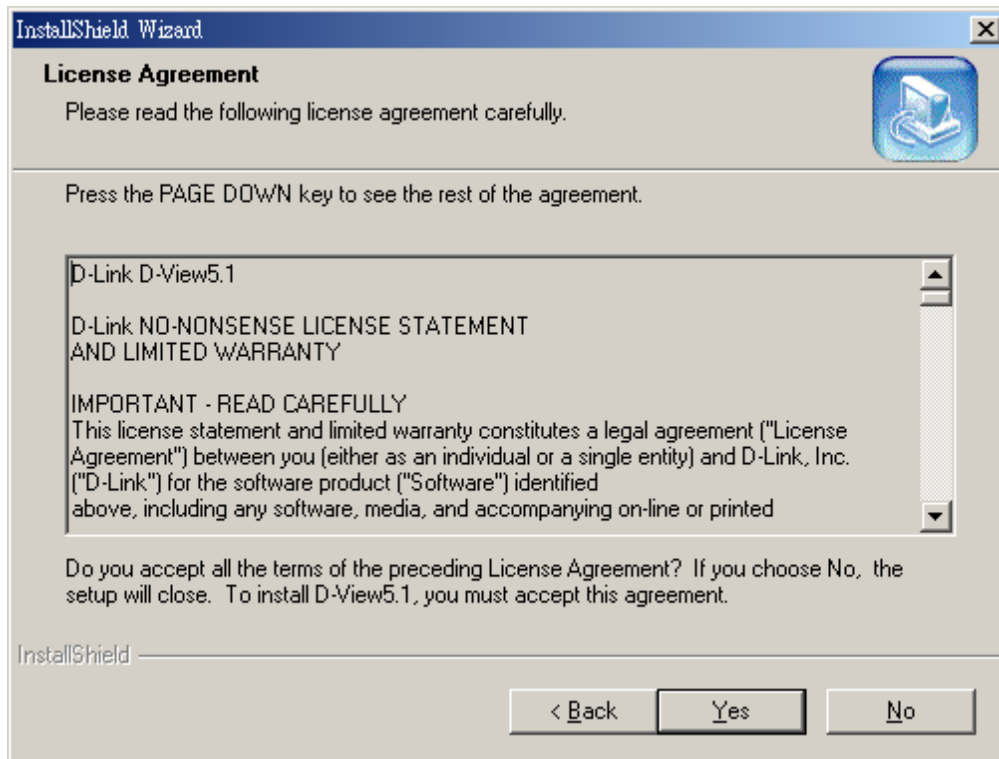 InstallShield Wizard
License Agreement
Please read the following license agreement carefully.
Press the PAGE DOWN key to see the rest of the agreement.
D-Link D-View5.1
D-Link NO-NONSENSE LICENSE STATEMENT
AND LIMITED WARRANTY
IMPORTANT - READ CAREFULLY
This license statement and limited warranty constitutes a legal agreement ("License
Agreement") between you (either as an individual or a single entity) and D-Link, Inc.
("D-Link") for the software product ("Software") identified
above, including any software, media, and accompanying on-line or printed
Do you accept all the terms of the preceding License Agreement?  If you choose No,  the
setup will close.  To install D-View5.1, you must accept this agreement.
InstallShield
< Back
Yes
No